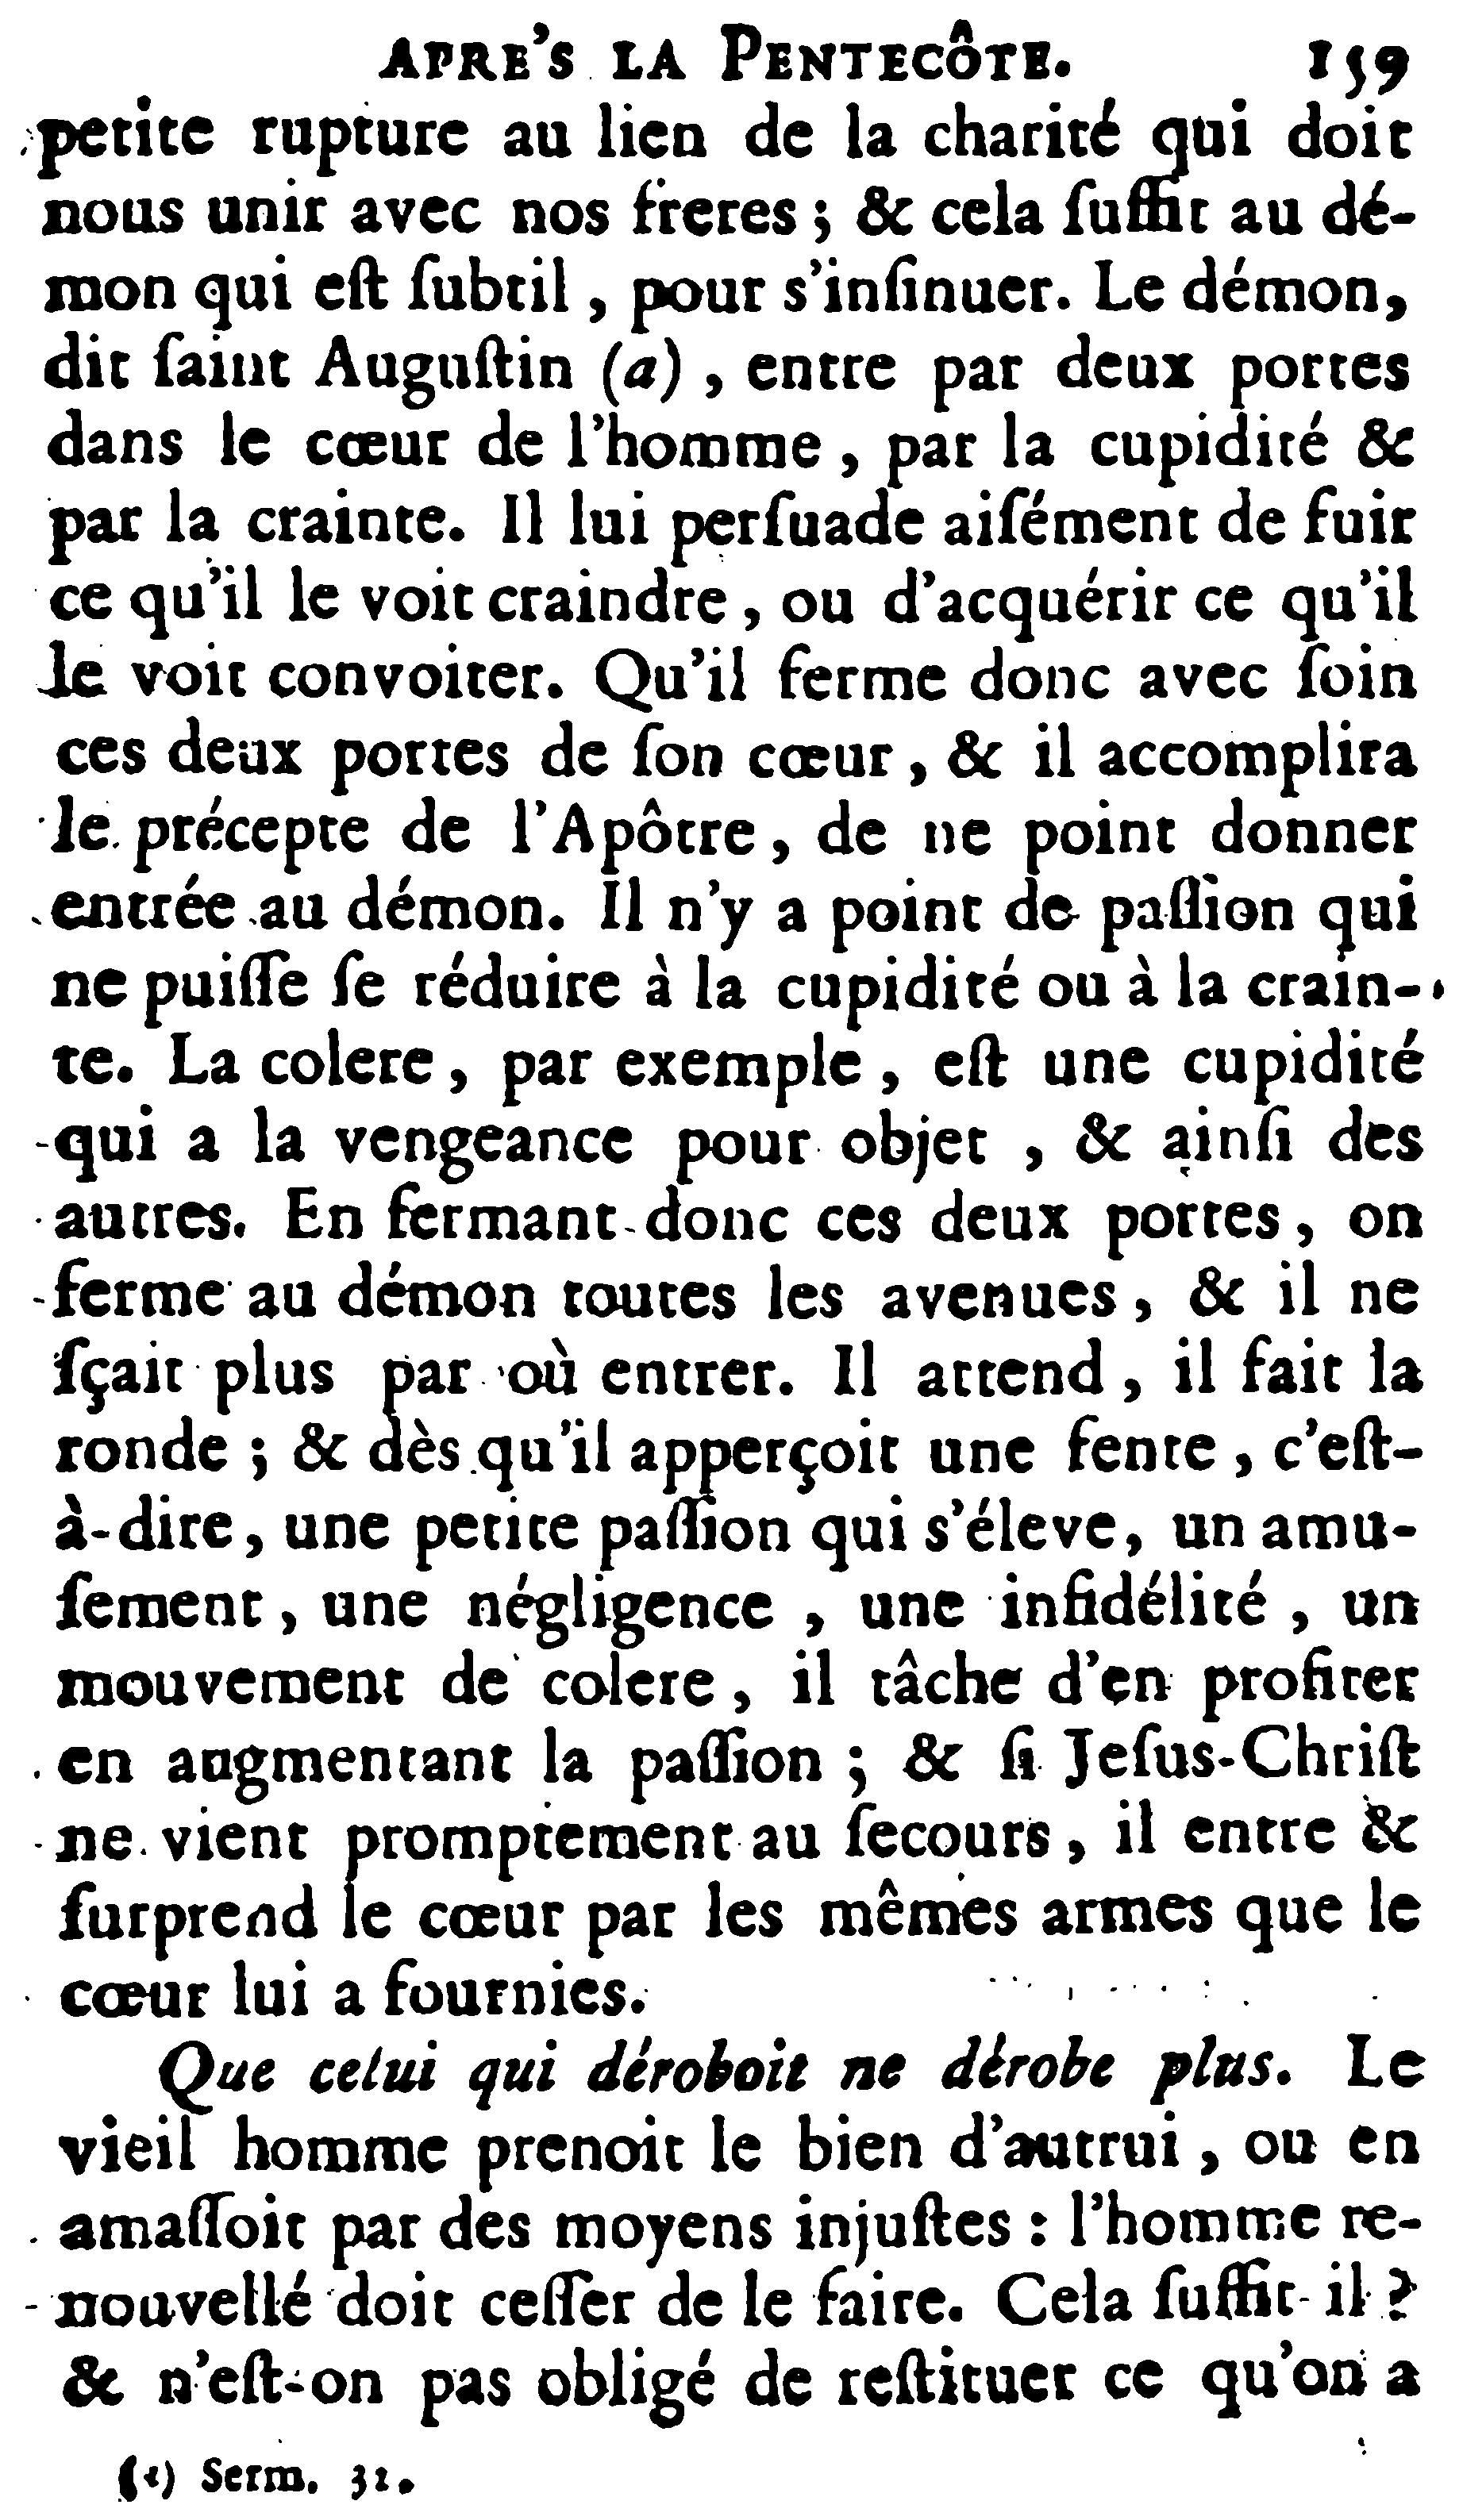 APRE'S LA PENTECÔTE. 159
petite rupture au lien de la charité qui doit
nous unir avec nos freres ; & cela ſuffit au dé-
mon qui eſt ſubtil , pour s'inſinuer. Le démon,
dit ſaint Auguſtin (a) , entre par deux portes
dans le cœur de l'homme , par la cupidité &
par la crainte. Il lui perſuade aiſément de fuir
ce qu'il le voit craindre , ou d'acquérir ce qu'il
le voit convoiter. Qu'il ferme donc avec ſoin
ces deux portes de ſon cœur , & il accomplira
le précepte de l'Apôtre, de ne point donner
entrée au démon. Il n'y a point de paſſion qui
ne puiſſe ſe réduire à la cupidité ou à la crain-
te. La colere , par exemple , eſt une cupidité
qui a la vengeance pour objet , & ainſi des
autres. En fermant donc ces deux portes, on
ferme au démon toutes les avenues, & il ne
ſçait plus par où entrer. Il attend , il fait la
ronde ; & dès qu'il apperçoit une fente , c'eſt-
à-dire, une petite paſſion qui s'éleve, un amu-
ſement , une négligence , une infidélité , un
mouvement de colere, il tâche d'en profiter
en augmentant la paſſion ; & ſi Jeſus-Chriſt
ne vient promptement au ſecours, il entre &
ſurprend le cœur par les mêmes armes que le
cœur lui a fournies.
Que celui qui déroboit ne dérobe plus. Le
vieil homme prenoit le bien d'autrui , ou en
amaſſoit par des moyens injuſtes : l'homme re-
nouvellé doit ceſſer de le faire. Cela ſuffit-il ?
& n'eſt-on pas obligé de reſtituer ce qu'on a
(a) Serm. 32.